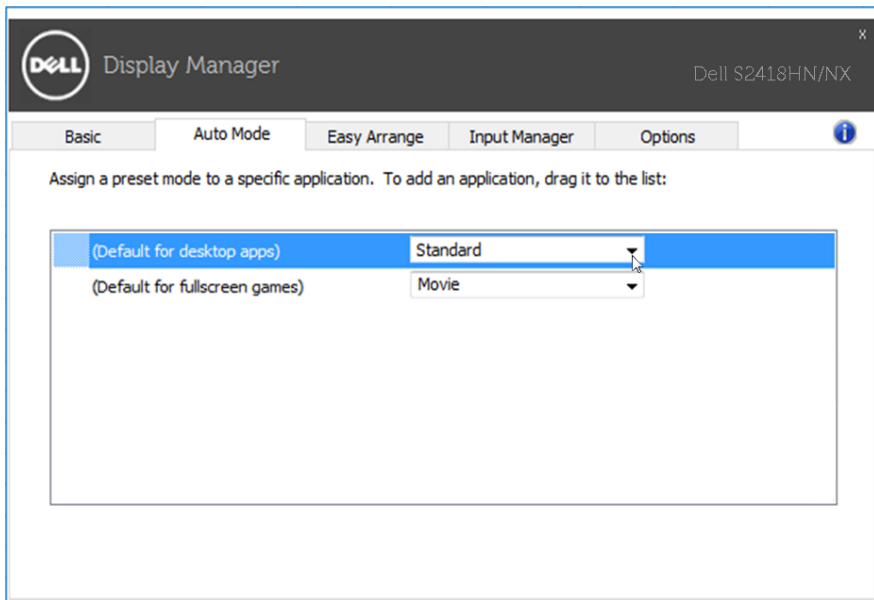 X
DELL Display Manager
Dell S2418HN/NX
Basic Auto Mode Easy Arrange Input Manager Options i
Assign a preset mode to a specific application. To add an application, drag it to the list:
(Default for desktop apps) Standard
(Default for fullscreen games) Movie